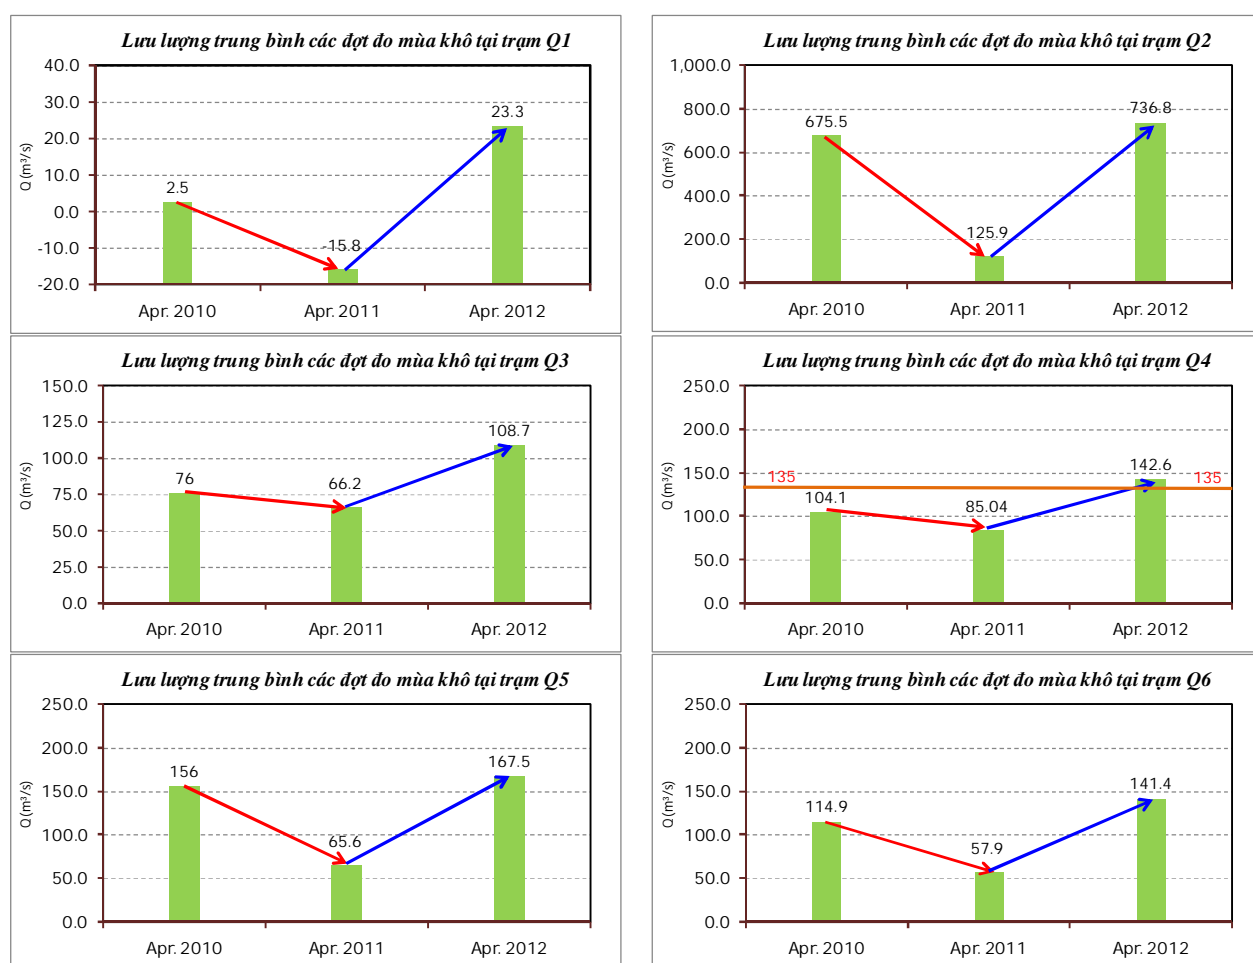 Lưu lượng trung bình các đợt đo mùa khô tại trạm Q1
40.0
30.0
20.0
10.0
0.0
-10.0
-20.0
Q (m³/s)
2.5
-15.8
23.3
Apr. 2010
Apr. 2011
Apr. 2012
Lưu lượng trung bình các đợt đo mùa khô tại trạm Q2
1,000.0
800.0
600.0
400.0
200.0
0.0
Q (m³/s)
675.5
125.9
736.8
Apr. 2010
Apr. 2011
Apr. 2012
Lưu lượng trung bình các đợt đo mùa khô tại trạm Q3
150.0
125.0
100.0
75.0
50.0
25.0
0.0
Q (m³/s)
76
66.2
108.7
Apr. 2010
Apr. 2011
Apr. 2012
Lưu lượng trung bình các đợt đo mùa khô tại trạm Q4
250.0
200.0
150.0
100.0
50.0
0.0
Q (m³/s)
135
104.1
85.04
142.6
135
Apr. 2010
Apr. 2011
Apr. 2012
Lưu lượng trung bình các đợt đo mùa khô tại trạm Q5
250.0
200.0
150.0
100.0
50.0
0.0
Q (m³/s)
156
65.6
167.5
Apr. 2010
Apr. 2011
Apr. 2012
Lưu lượng trung bình các đợt đo mùa khô tại trạm Q6
250.0
200.0
150.0
100.0
50.0
0.0
Q (m³/s)
114.9
57.9
141.4
Apr. 2010
Apr. 2011
Apr. 2012